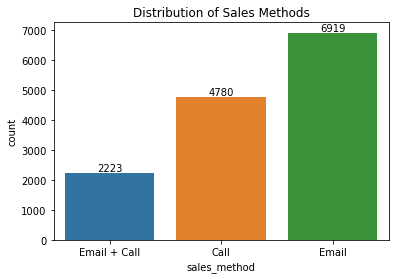 Distribution of Sales Methods
7000
6000
5000
4000
3000
2000
1000
0
count
2223
4780
6919
Email + Call
Call
Email
sales_method